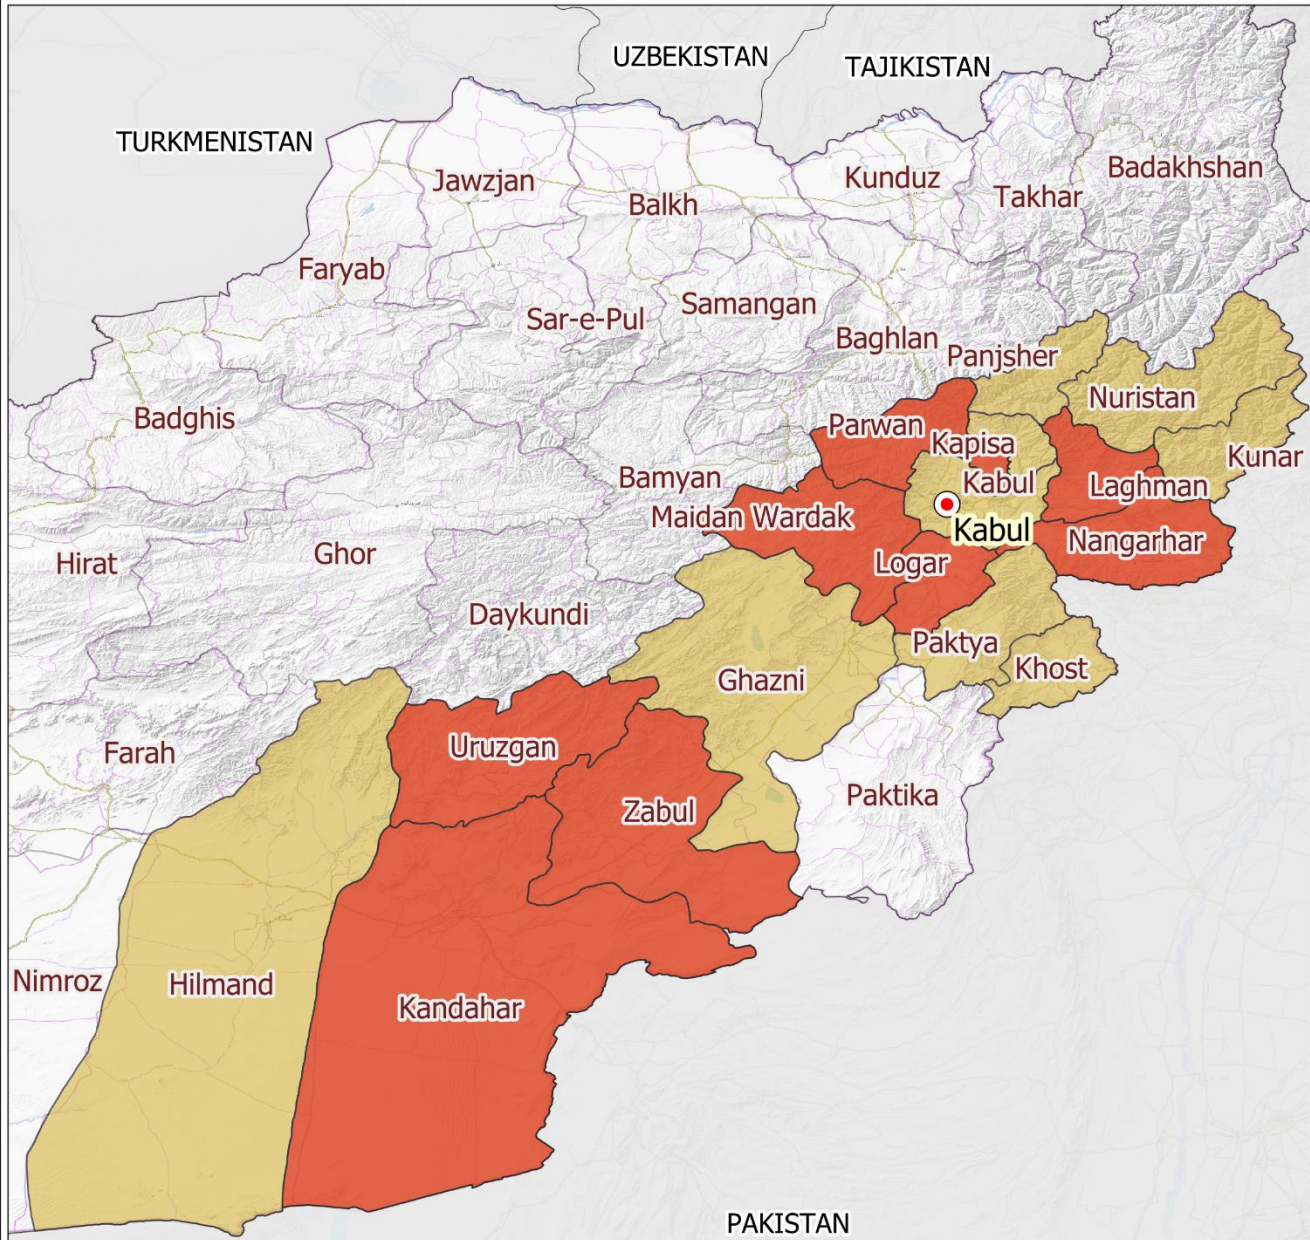 UZBEKISTAN
TAJIKISTAN
TURKMENISTAN
Badakhshan
Jawzjan
Kunduz
Takhar
Balkh
Faryab
Samangan
Sar-e-Pul
Baghlan
Panjsher
Nuristan
Badghis
Parwan
Kapisa
Kunar
Bamyan
Kabul
Laghman
Maidan Wardak
Kabul
Nangarhar
Ghor
Hirat
Logar
Daykundi
Paktya
Khost
Ghazni
Uruzgan
Farah
Paktika
Zabul
Nimroz
Hilmand
Kandahar
PAKISTAN